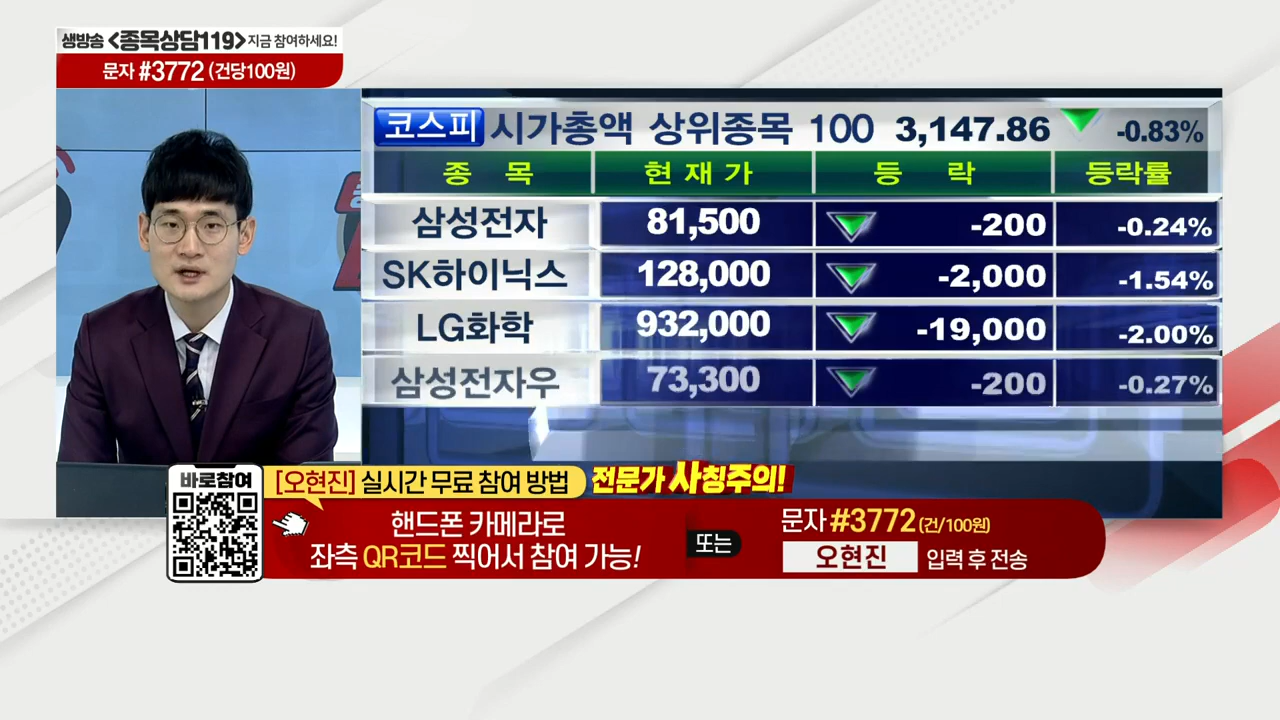 생방송 <종목상담119> 지금 참여하세요!
문자 #3772 (건당100원)
코스피 시가총액 상위종목 100 3,147.86 -0.83%
종 목 현 재 가 등 락 등락률
삼성전자 81,500 -200 -0.24%
SK하이닉스 128,000 -2,000 -1.54%
LG화학 932,000 -19,000 -2.00%
삼성전자우 73,300 -200 -0.27%
바로참여
[오현진] 실시간 무료 참여 방법 전문가 사칭주의!
핸드폰 카메라로
좌측 QR코드 찍어서 참여 가능!
또는
문자 #3772 (건/100원)
오현진 입력 후 전송